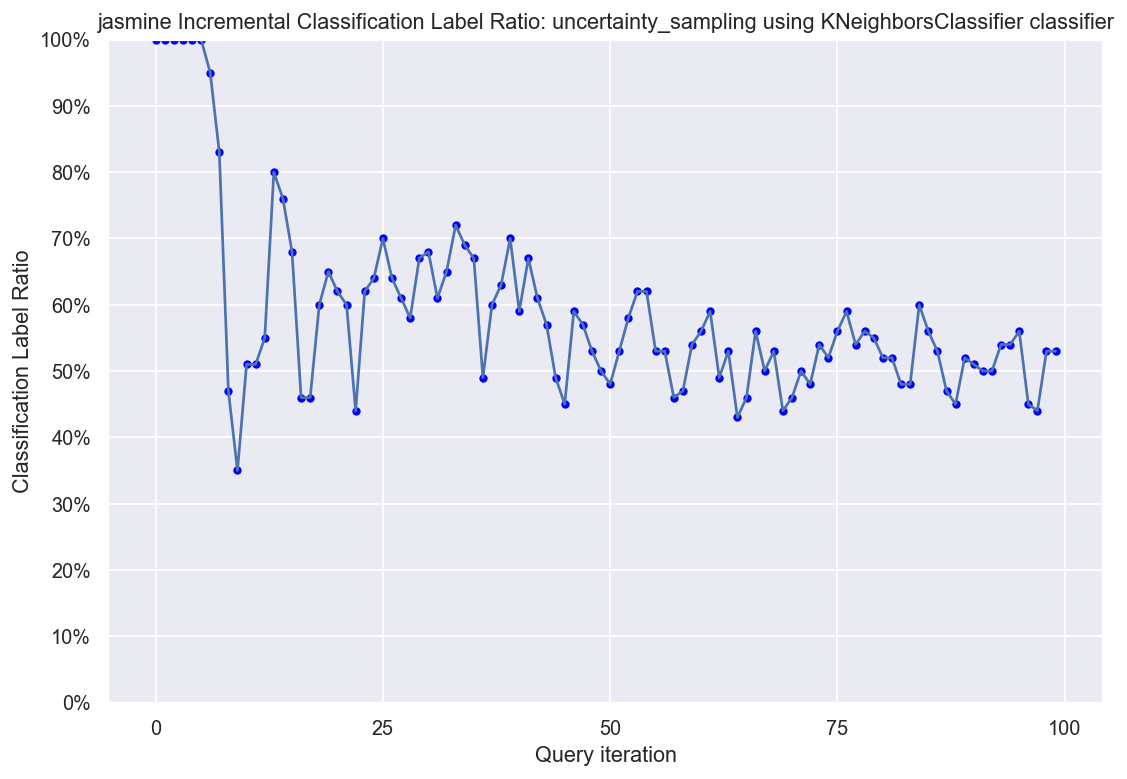 jasmine Incremental Classification Label Ratio: uncertainty_sampling using KNeighborsClassifier classifier
100%
90%
80%
70%
60%
50%
40%
30%
20%
10%
0%
Classification Label Ratio
0 25 50 75 100
Query iteration